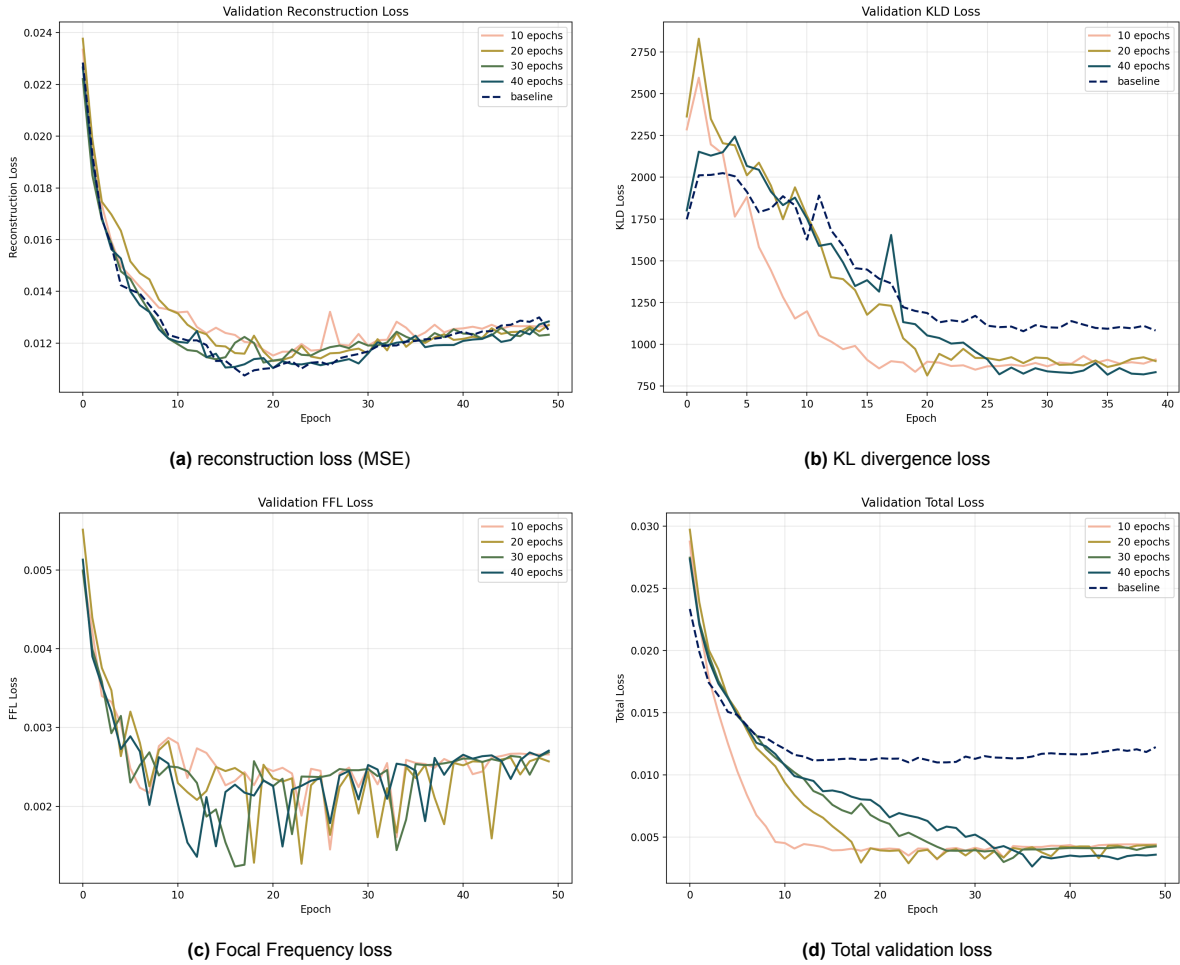 Validation Reconstruction Loss
0.024
0.022
0.020
0.018
0.016
0.014
0.012
Reconstruction Loss
0
10
20
30
40
50
Epoch
10 epochs
20 epochs
30 epochs
40 epochs
baseline
(a) reconstruction loss (MSE)
Validation KLD Loss
2750
2500
2250
2000
1750
1500
1250
1000
750
KLD Loss
0
5
10
15
20
25
30
35
40
Epoch
10 epochs
20 epochs
40 epochs
baseline
(b) KL divergence loss
Validation FFL Loss
0.005
0.004
0.003
0.002
FFL Loss
0
10
20
30
40
50
Epoch
10 epochs
20 epochs
30 epochs
40 epochs
(c) Focal Frequency loss
Validation Total Loss
0.030
0.025
0.020
0.015
0.010
0.005
Total Loss
0
10
20
30
40
50
Epoch
10 epochs
20 epochs
30 epochs
40 epochs
baseline
(d) Total validation loss